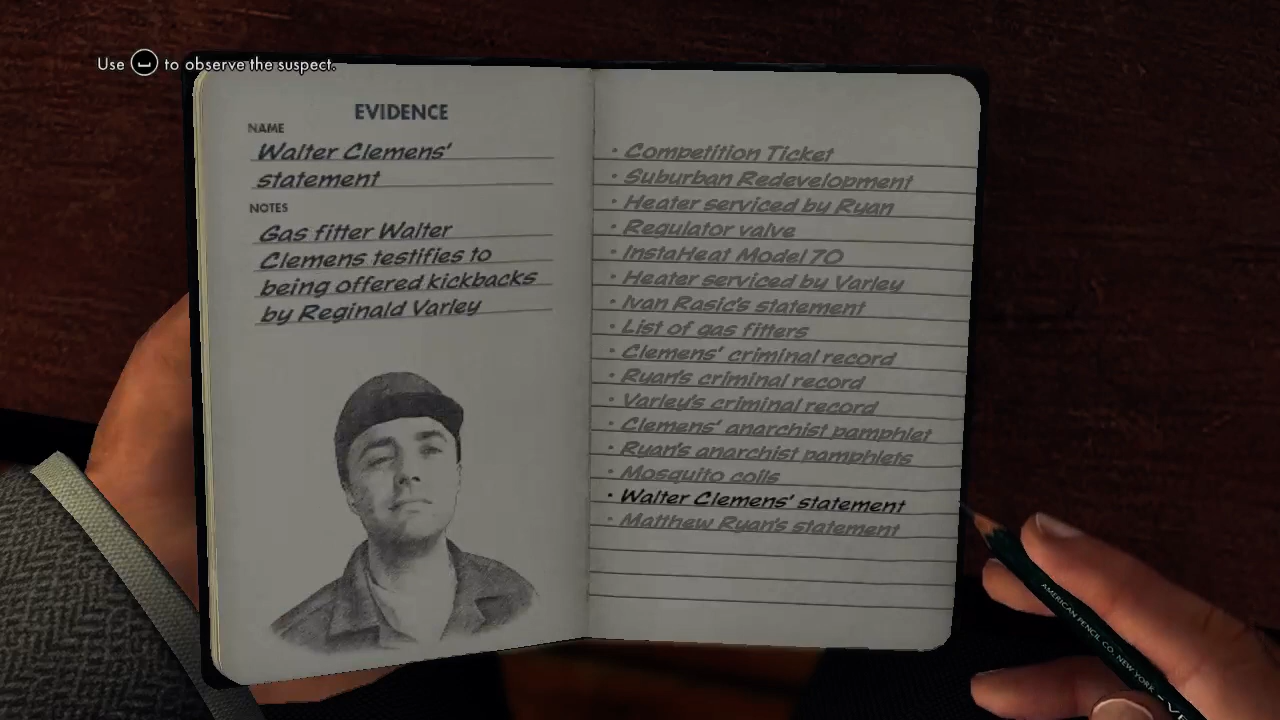 Use to observe the suspect.
EVIDENCE
NAME
Walter Clemens'
statement
NOTES
Gas fitter Walter
Clemens testifies to
being offered kickbacks
by Reginald Varley
• Competition Ticket
• Suburban Redevelopment
• Heater serviced by Ryan
• Regulator valve
• InstaHeat Model 70
• Heater serviced by Varley
• Ivan Rasic's statement
• List of gas fitters
• Clemens' criminal record
• Ryan's criminal record
• Varley's criminal record
• Clemens' anarchist pamphlet
• Ryan's anarchist pamphlets
• Mosquito coils
• Walter Clemens' statement
• Matthew Ryan's statement
AMERICAN PENCIL CO. NEW YORK